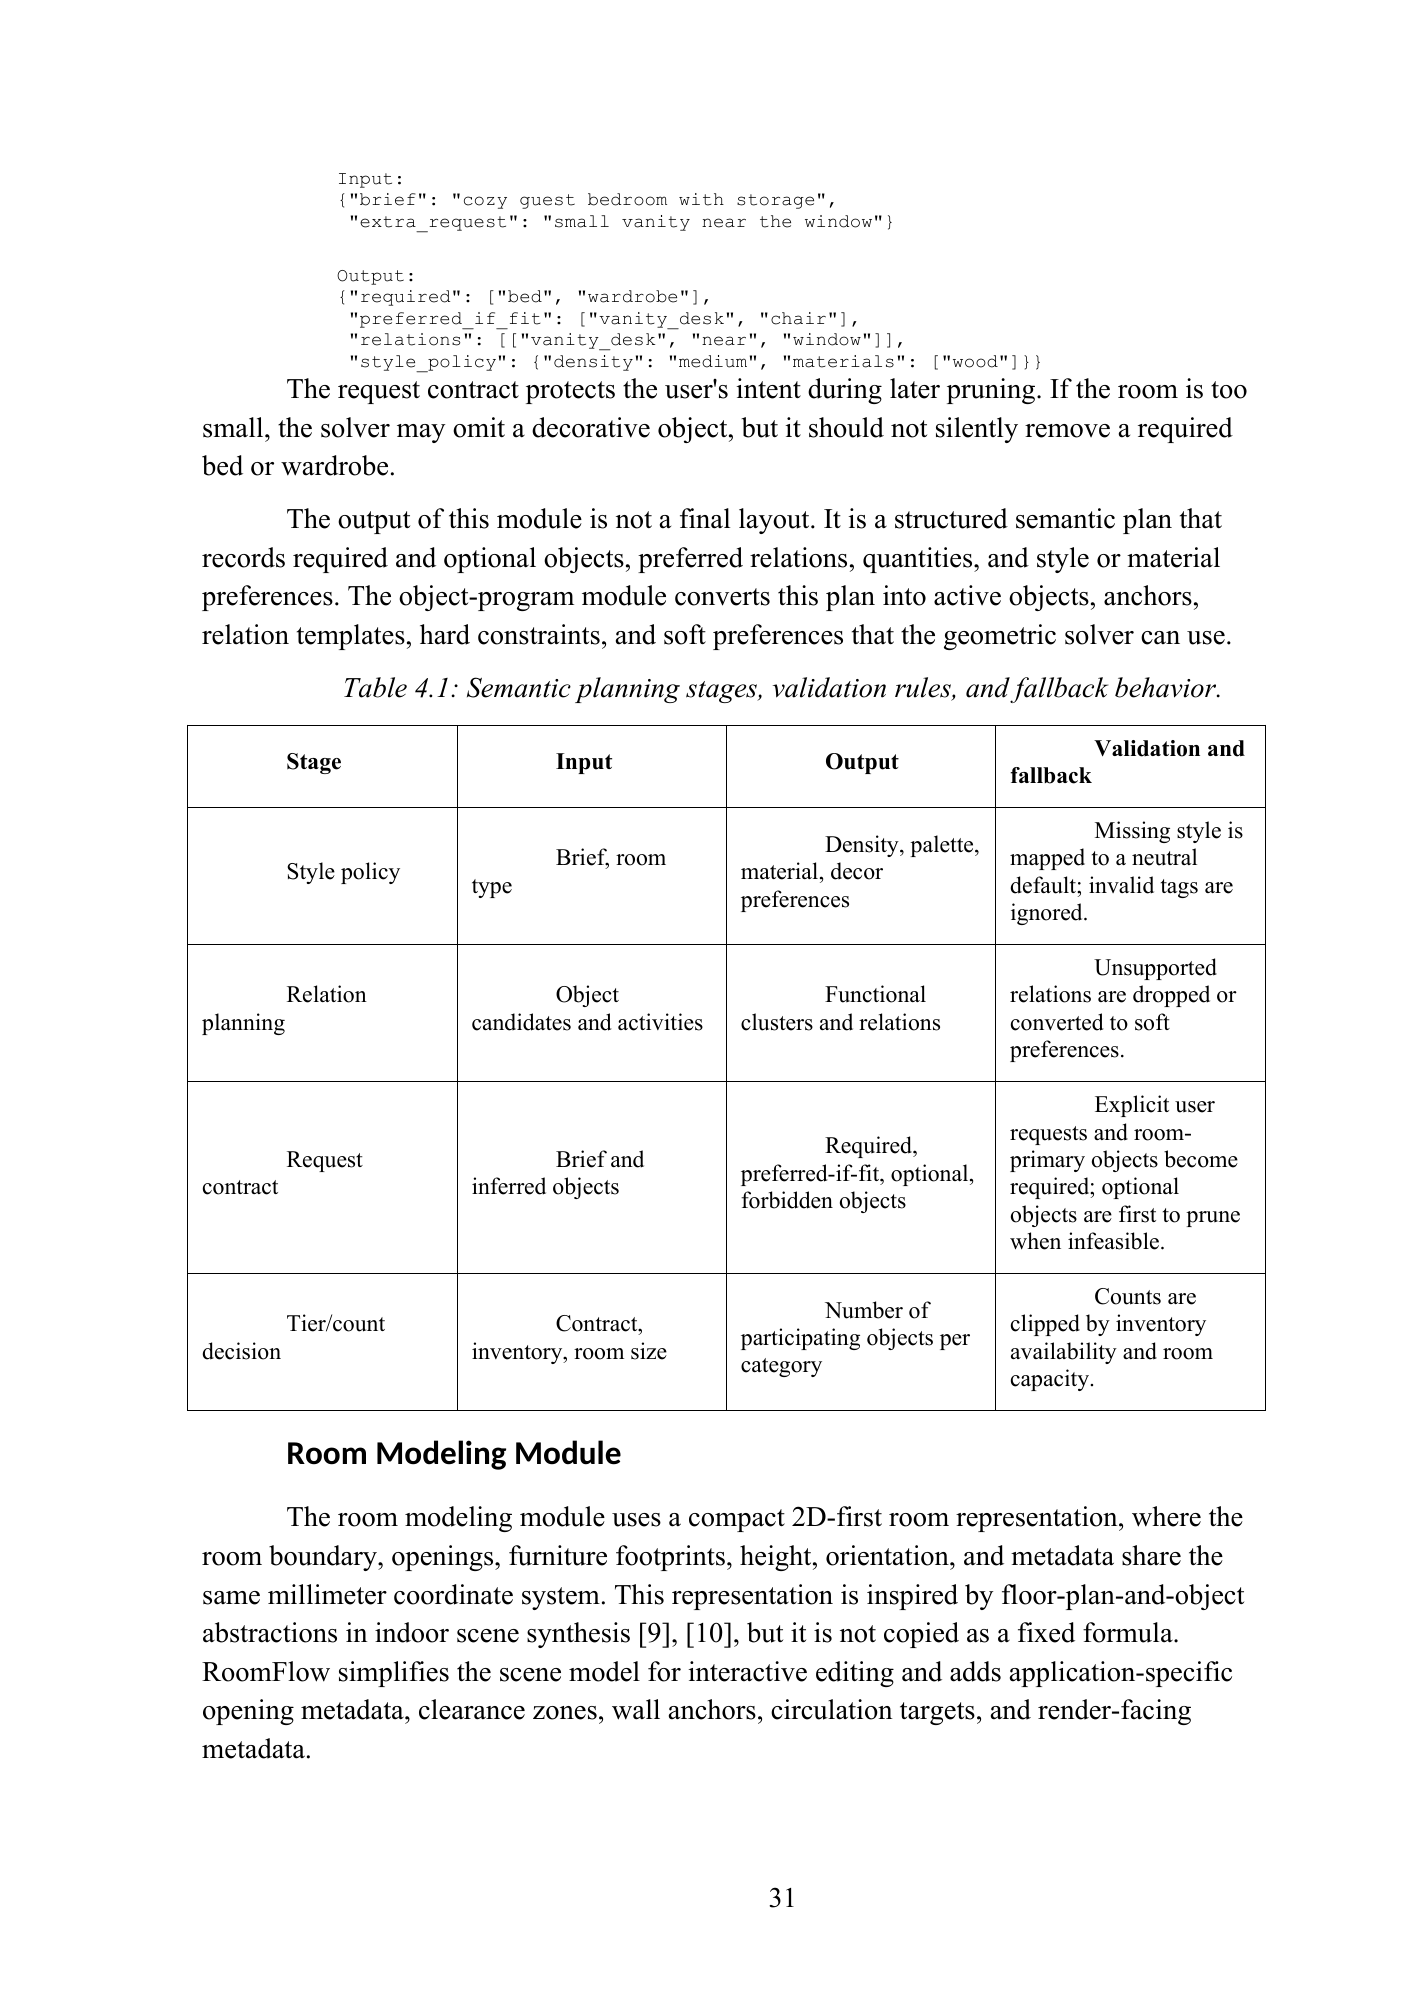 Input:
{"brief": "cozy guest bedroom with storage",
 "extra_request": "small vanity near the window"}
Output:
{"required": ["bed", "wardrobe"],
 "preferred_if_fit": ["vanity_desk", "chair"],
 "relations": [["vanity_desk", "near", "window"]],
 "style_policy": {"density": "medium", "materials": ["wood"]}}
The request contract protects the user's intent during later pruning. If the room is too
small, the solver may omit a decorative object, but it should not silently remove a required
bed or wardrobe.
The output of this module is not a final layout. It is a structured semantic plan that
records required and optional objects, preferred relations, quantities, and style or material
preferences. The object-program module converts this plan into active objects, anchors,
relation templates, hard constraints, and soft preferences that the geometric solver can use.
Table 4.1: Semantic planning stages, validation rules, and fallback behavior.
Stage
Input
Output
Validation and
fallback
Style policy
Brief, room
type
Density, palette,
material, decor
preferences
Missing style is
mapped to a neutral
default; invalid tags are
ignored.
Relation
planning
Object
candidates and activities
Functional
clusters and relations
Unsupported
relations are dropped or
converted to soft
preferences.
Request
contract
Brief and
inferred objects
Required,
preferred-if-fit, optional,
forbidden objects
Explicit user
requests and room-
primary objects become
required; optional
objects are first to prune
when infeasible.
Tier/count
decision
Contract,
inventory, room size
Number of
participating objects per
category
Counts are
clipped by inventory
availability and room
capacity.
Room Modeling Module
The room modeling module uses a compact 2D-first room representation, where the
room boundary, openings, furniture footprints, height, orientation, and metadata share the
same millimeter coordinate system. This representation is inspired by floor-plan-and-object
abstractions in indoor scene synthesis [9], [10], but it is not copied as a fixed formula.
RoomFlow simplifies the scene model for interactive editing and adds application-specific
opening metadata, clearance zones, wall anchors, circulation targets, and render-facing
metadata.
31